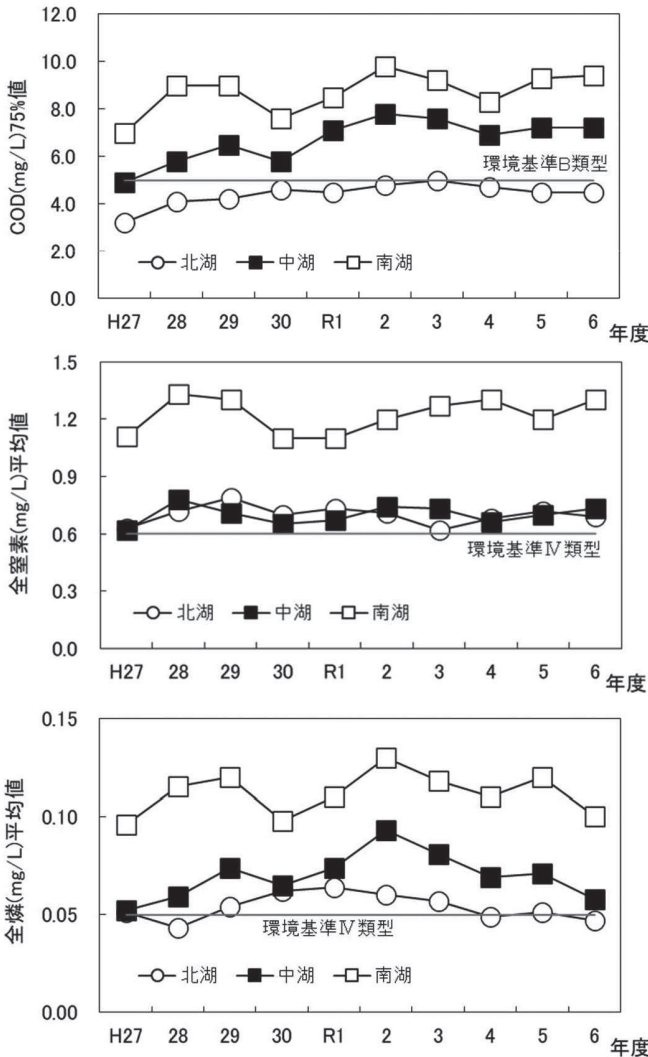 COD(mg/L)75%値
12.0
10.0
8.0
6.0
4.0
2.0
0.0
環境基準B類型
北湖 中湖 南湖
H27 28 29 30 R1 2 3 4 5 6 年度
全窒素(mg/L)平均値
1.5
1.2
0.9
0.6
0.3
0.0
環境基準Ⅳ類型
北湖 中湖 南湖
H27 28 29 30 R1 2 3 4 5 6 年度
全燐(mg/L)平均値
0.15
0.10
0.05
0.00
環境基準Ⅳ類型
北湖 中湖 南湖
H27 28 29 30 R1 2 3 4 5 6 年度